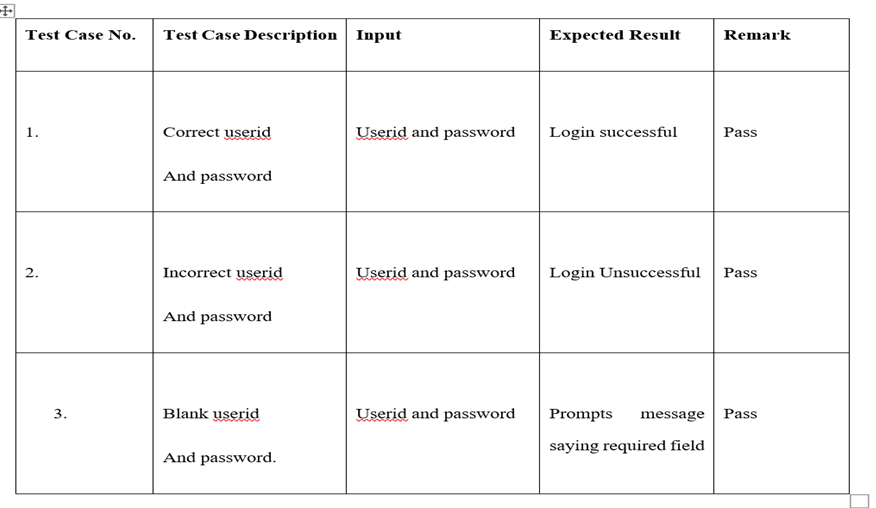 Test Case No. Test Case Description Input Expected Result Remark
1. Correct userid Userid and password Login successful Pass
And password
2. Incorrect userid Userid and password Login Unsuccessful Pass
And password
3. Blank userid Userid and password Prompts message Pass
saying required field
And password.